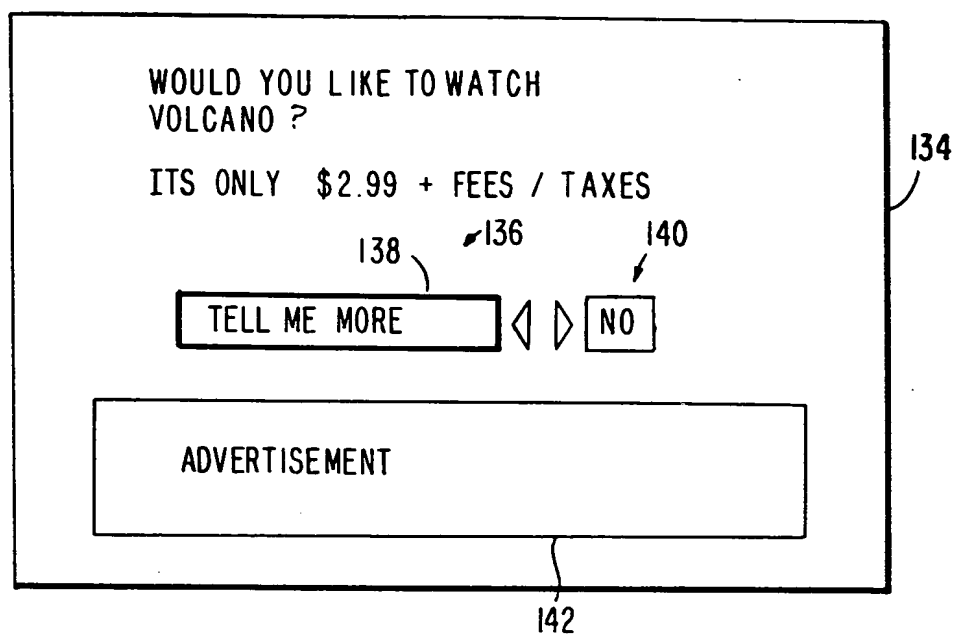 WOULD YOU LIKE TO WATCH
VOLCANO ?
ITS ONLY $2.99 + FEES / TAXES
134
136
138
140
TELL ME MORE
NO
ADVERTISEMENT
142